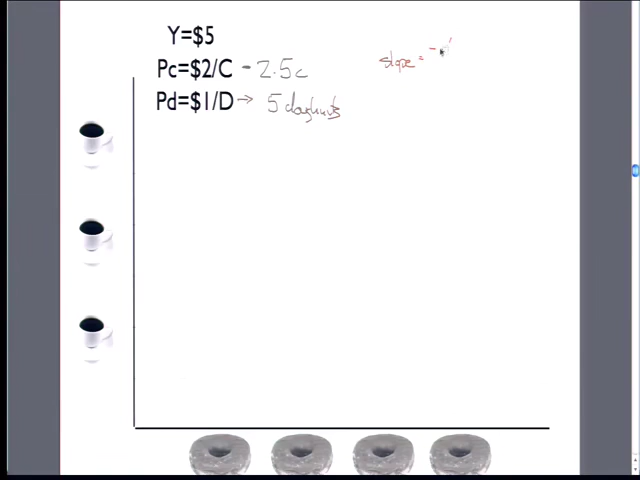 Y=$5
Pc=$2/C - 2.5c
Pd=$1/D → 5 doughnuts
slope = -